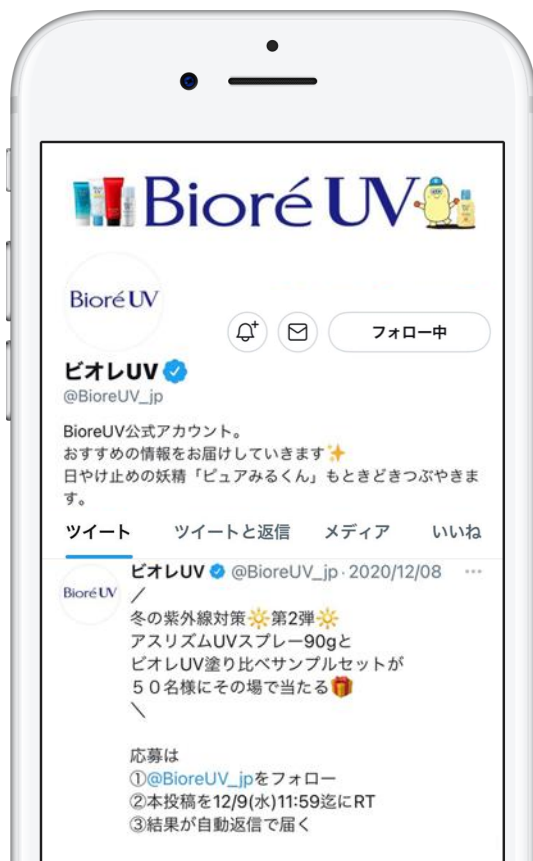 Bioré UV
Bioré UV
フォロー中
ビオレUV
@BioreUV_jp
BioreUV公式アカウント。
おすすめの情報をお届けしていきます✨
日やけ止めの妖精「ピュアみるくん」もときどきつぶやきま
す。
ツイート ツイートと返信 メディア いいね
ビオレUV @BioreUV_jp·2020/12/08 …
Bioré UV
／
冬の紫外線対策🔆第2弾🔆
アスリズムUVスプレー90gと
ビオレUV塗り比べサンプルセットが
５０名様にその場で当たる🎁
＼
応募は
①@BioreUV_jpをフォロー
②本投稿を12/9(水)11:59迄にRT
③結果が自動返信で届く